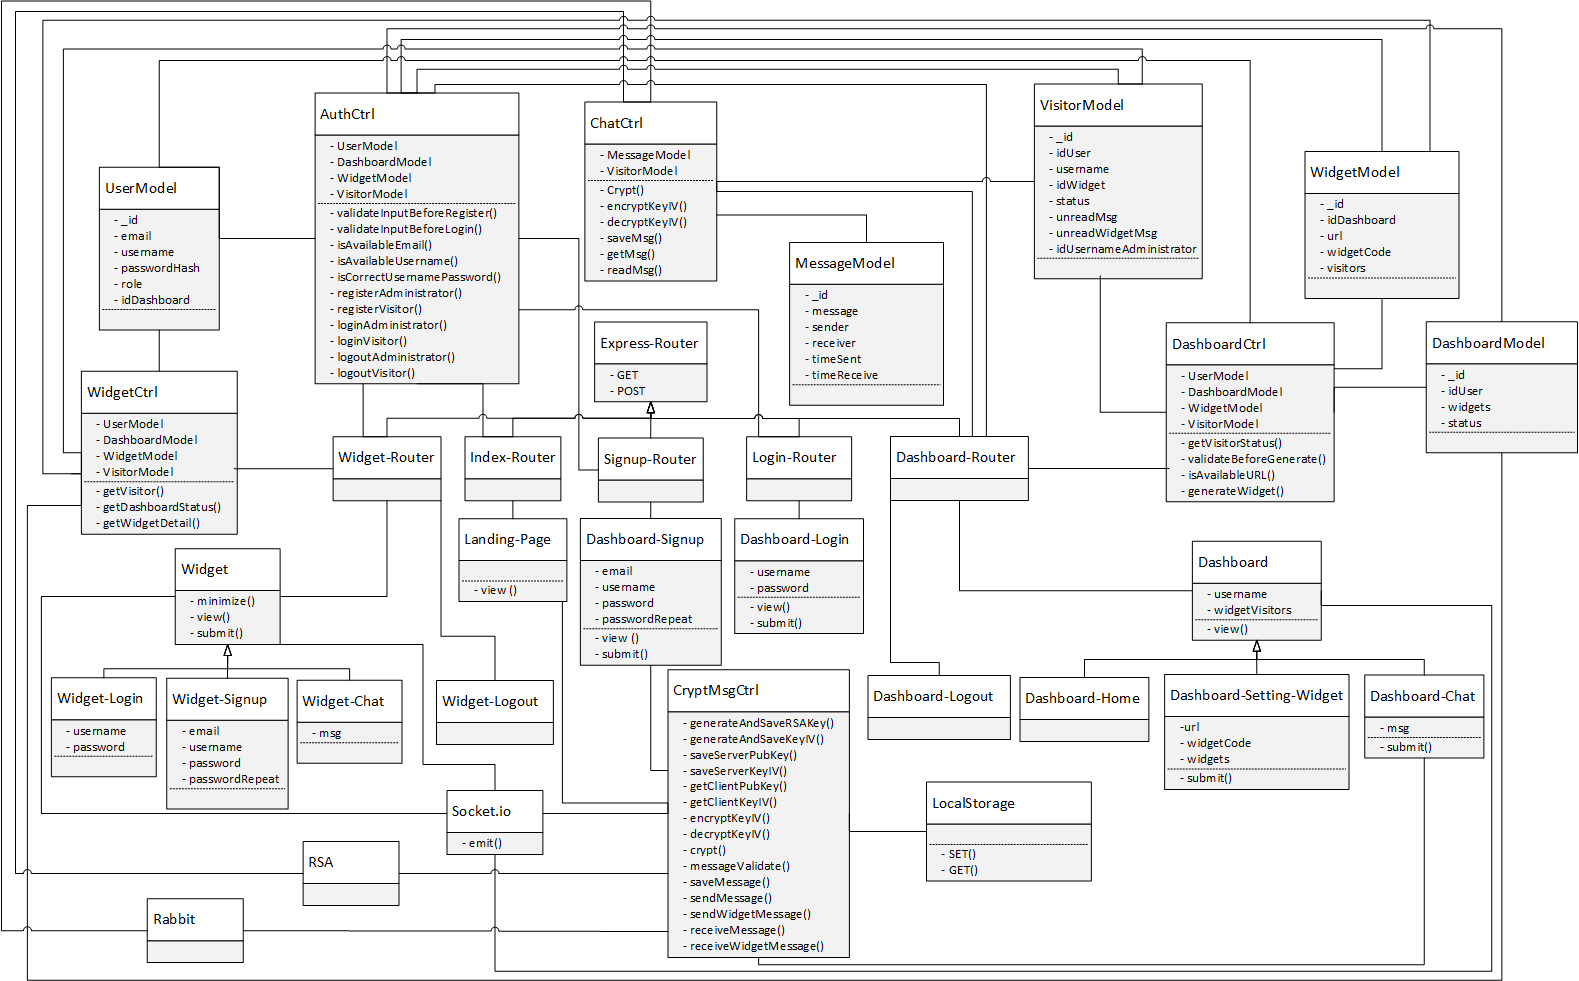 AuthCtrl
- UserModel
- DashboardModel
- WidgetModel
- VisitorModel
- validateInputBeforeRegister()
- validateInputBeforeLogin()
- isAvailableEmail()
- isAvailableUsername()
- isCorrectUsernamePassword()
- registerAdministrator()
- registerVisitor()
- loginAdministrator()
- loginVisitor()
- logoutAdministrator()
- logoutVisitor()
ChatCtrl
- MessageModel
- VisitorModel
- Crypt()
- encryptKeyIV()
- decryptKeyIV()
- saveMsg()
- getMsg()
- readMsg()
VisitorModel
- _id
- idUser
- username
- idWidget
- status
- unreadMsg
- unreadWidgetMsg
- idUsernameAdministrator
WidgetModel
- _id
- idDashboard
- url
- widgetCode
- visitors
UserModel
- _id
- email
- username
- passwordHash
- role
- idDashboard
MessageModel
- _id
- message
- sender
- receiver
- timeSent
- timeReceive
Express-Router
- GET
- POST
DashboardCtrl
- UserModel
- DashboardModel
- WidgetModel
- VisitorModel
- getVisitorStatus()
- validateBeforeGenerate()
- isAvailableURL()
- generateWidget()
DashboardModel
- _id
- idUser
- widgets
- status
WidgetCtrl
- UserModel
- DashboardModel
- WidgetModel
- VisitorModel
- getVisitor()
- getDashboardStatus()
- getWidgetDetail()
Widget-Router
Index-Router
Signup-Router
Login-Router
Dashboard-Router
Landing-Page
- view ()
Dashboard-Signup
- email
- username
- password
- passwordRepeat
- view ()
- submit()
Dashboard-Login
- username
- password
- view()
- submit()
Widget
- minimize()
- view()
- submit()
Dashboard
- username
- widgetVisitors
- view()
Widget-Login
- username
- password
Widget-Signup
- email
- username
- password
- passwordRepeat
Widget-Chat
- msg
Widget-Logout
CryptMsgCtrl
- generateAndSaveRSAKey()
- generateAndSaveKeyIV()
- saveServerPubKey()
- saveServerKeyIV()
- getClientPubKey()
- getClientKeyIV()
- encryptKeyIV()
- decryptKeyIV()
- crypt()
- messageValidate()
- saveMessage()
- sendMessage()
- sendWidgetMessage()
- receiveMessage()
- receiveWidgetMessage()
Dashboard-Logout
Dashboard-Home
Dashboard-Setting-Widget
-url
- widgetCode
- widgets
- submit()
Dashboard-Chat
- msg
- submit()
Socket.io
- emit()
LocalStorage
- SET()
- GET()
RSA
Rabbit